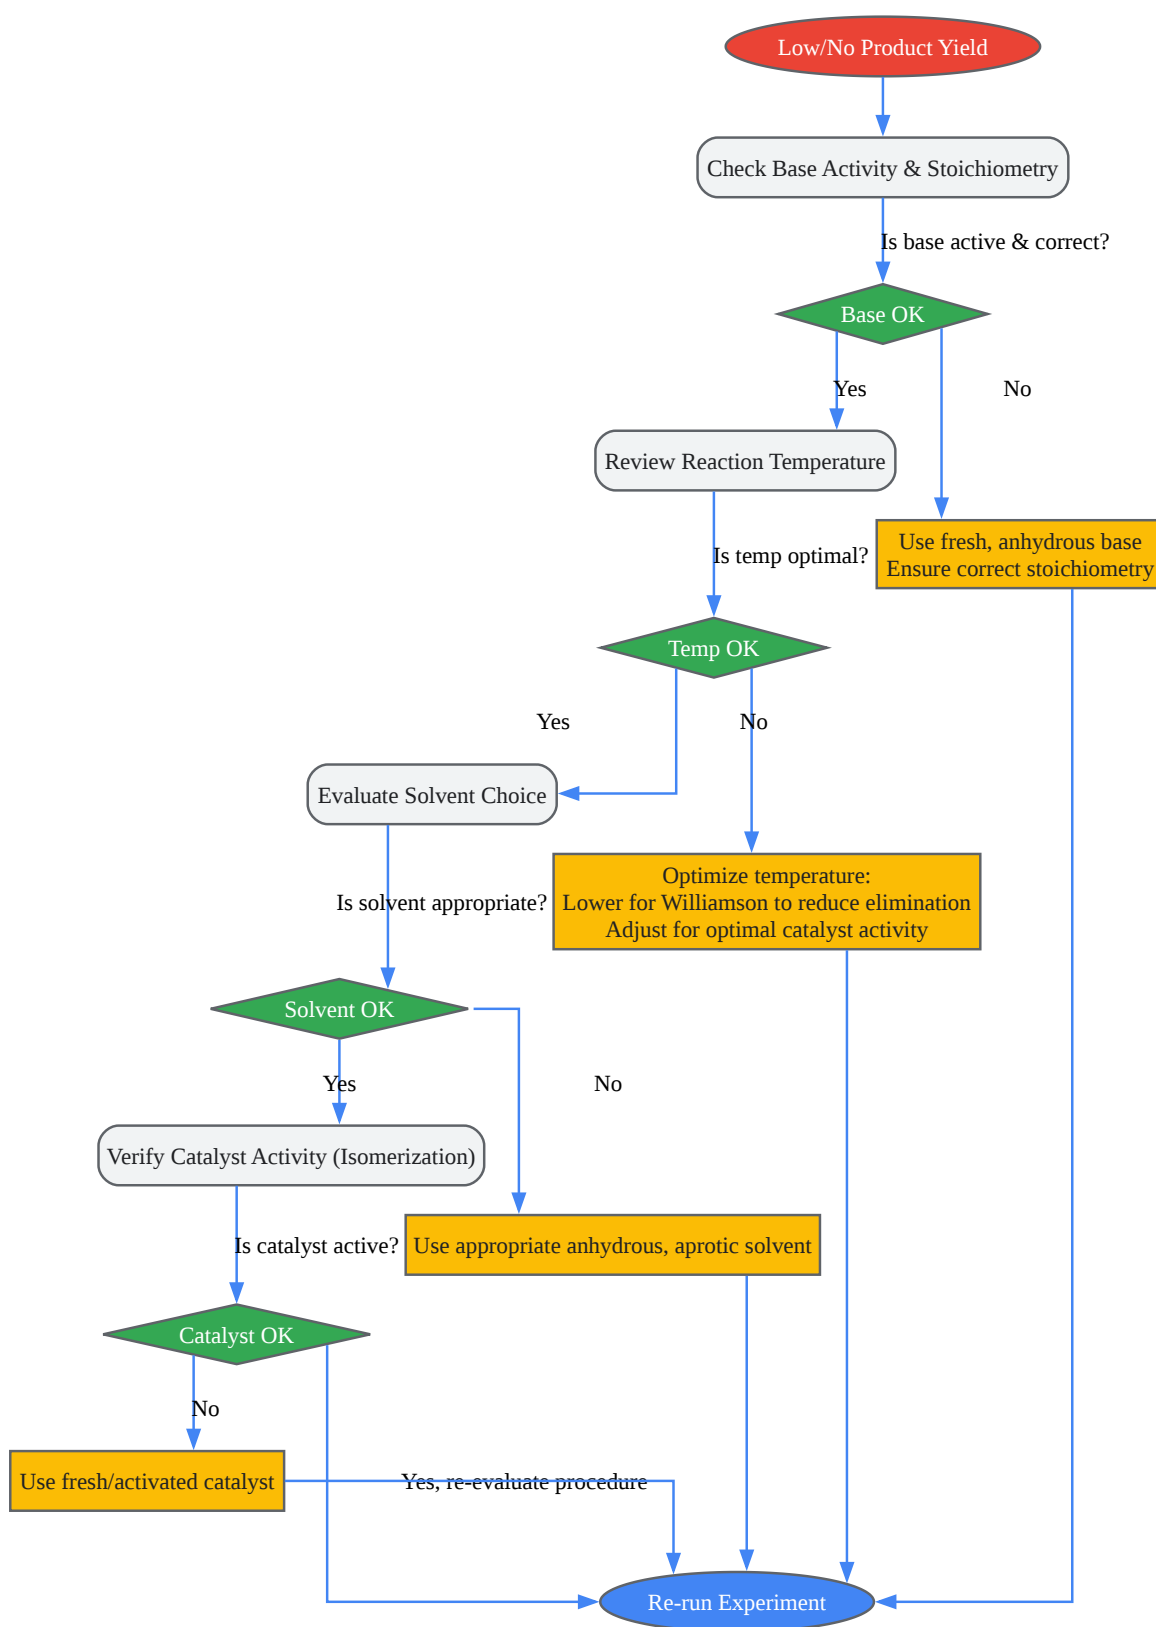 Low/No Product Yield
Check Base Activity & Stoichiometry
Is base active & correct?
Base OK
Yes
No
Review Reaction Temperature
Use fresh, anhydrous base
Ensure correct stoichiometry
Is temp optimal?
Temp OK
Yes
No
Evaluate Solvent Choice
Optimize temperature:
Lower for Williamson to reduce elimination
Adjust for optimal catalyst activity
Is solvent appropriate?
Solvent OK
Yes
No
Verify Catalyst Activity (Isomerization)
Is catalyst active?
Use appropriate anhydrous, aprotic solvent
Catalyst OK
No
Use fresh/activated catalyst
Yes, re-evaluate procedure
Re-run Experiment